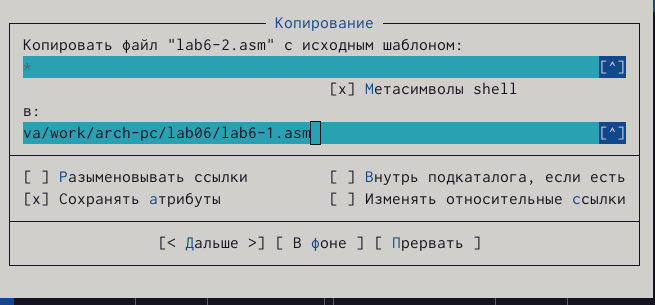 Копирование
Копировать файл "lab6-2.asm" с исходным шаблоном:
* [^]
[x] Метасимволы shell
в:
va/work/arch-pc/lab06/lab6-1.asm [^]
[ ] Разыменовывать ссылки [ ] Внутрь подкаталога, если есть
[x] Сохранять атрибуты [ ] Изменять относительные ссылки
[< Дальше >] [ В фоне ] [ Прервать ]